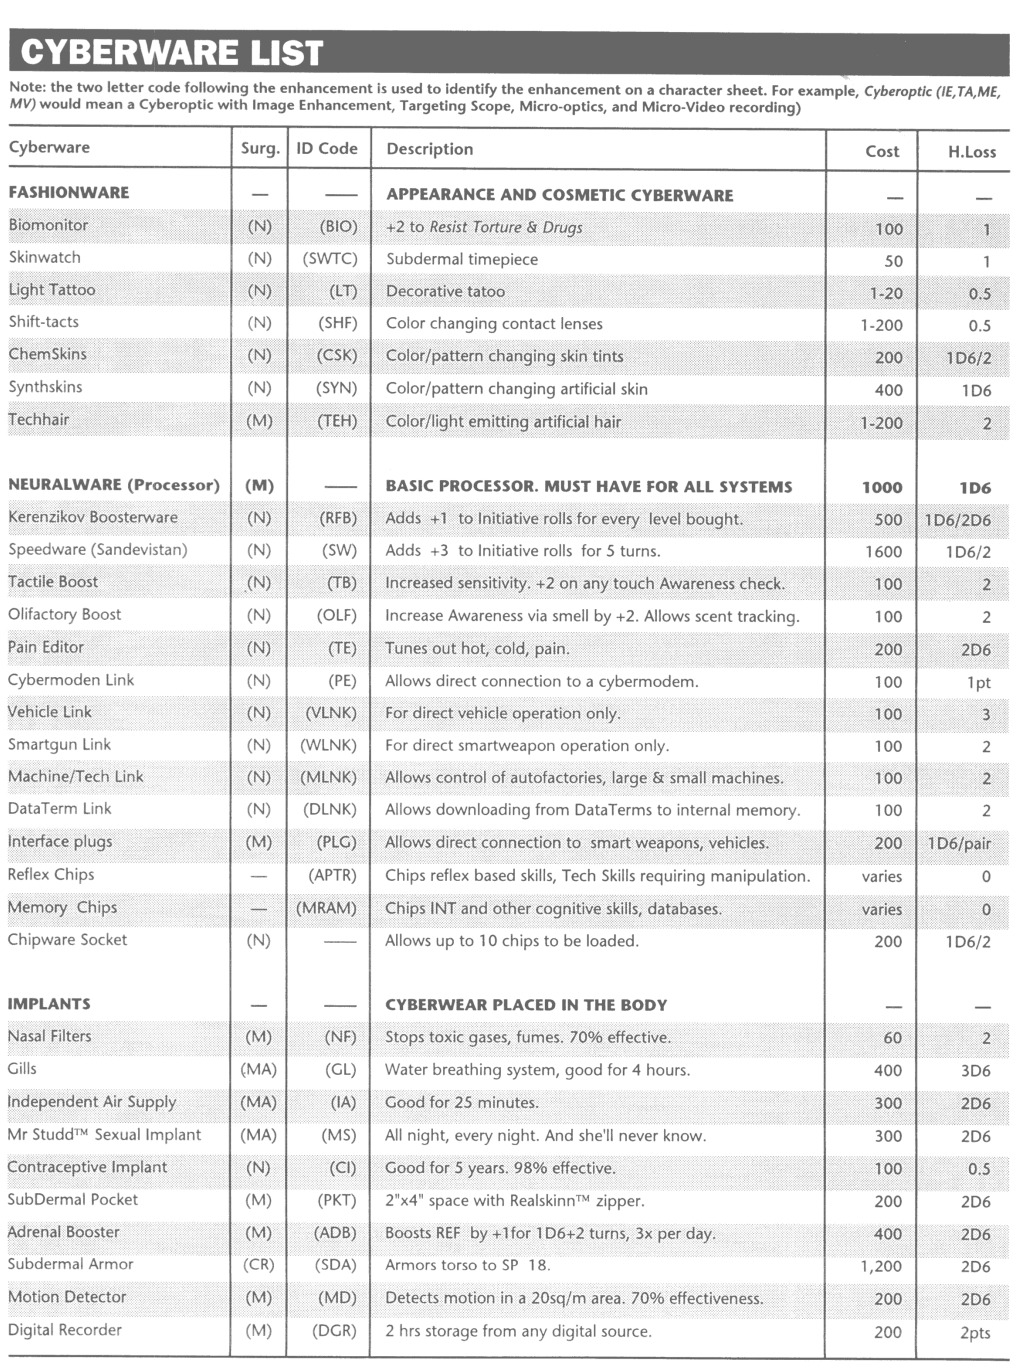 CYBERWARE LIST
Note: the two letter code following the enhancement is used to identify the enhancement on a character sheet. For example, Cyberoptic (IE,TA,ME,
MV) would mean a Cyberoptic with Image Enhancement, Targeting Scope, Micro-optics, and Micro-Video recording)
Cyberware Surg. ID Code Description Cost H.Loss
FASHIONWARE — — APPEARANCE AND COSMETIC CYBERWARE — —
Biomonitor (N) (BIO) +2 to Resist Torture & Drugs 100 1
Skinwatch (N) (SWTC) Subdermal timepiece 50 1
Light Tattoo (N) (LT) Decorative tatoo 1-20 0.5
Shift-tacts (N) (SHF) Color changing contact lenses 1-200 0.5
ChemSkins (N) (CSK) Color/pattern changing skin tints 200 1D6/2
Synthskins (N) (SYN) Color/pattern changing artificial skin 400 1D6
Techhair (M) (TEH) Color/light emitting artificial hair 1-200 2
NEURALWARE (Processor) (M) — BASIC PROCESSOR. MUST HAVE FOR ALL SYSTEMS 1000 1D6
Kerenzikov Boosterware (N) (RFB) Adds +1 to Initiative rolls for every level bought. 500 1D6/2D6
Speedware (Sandevistan) (N) (SW) Adds +3 to Initiative rolls for 5 turns. 1600 1D6/2
Tactile Boost (N) (TB) Increased sensitivity. +2 on any touch Awareness check. 100 2
Olifactory Boost (N) (OLF) Increase Awareness via smell by +2. Allows scent tracking. 100 2
Pain Editor (N) (TE) Tunes out hot, cold, pain. 200 2D6
Cybermoden Link (N) (PE) Allows direct connection to a cybermodem. 100 1pt
Vehicle Link (N) (VLNK) For direct vehicle operation only. 100 3
Smartgun Link (N) (WLNK) For direct smartweapon operation only. 100 2
Machine/Tech Link (N) (MLNK) Allows control of autofactories, large & small machines. 100 2
DataTerm Link (N) (DLNK) Allows downloading from DataTerms to internal memory. 100 2
Interface plugs (M) (PLG) Allows direct connection to smart weapons, vehicles. 200 1D6/pair
Reflex Chips — (APTR) Chips reflex based skills, Tech Skills requiring manipulation. varies 0
Memory Chips — (MRAM) Chips INT and other cognitive skills, databases. varies 0
Chipware Socket (N) — Allows up to 10 chips to be loaded. 200 1D6/2
IMPLANTS — — CYBERWEAR PLACED IN THE BODY — —
Nasal Filters (M) (NF) Stops toxic gases, fumes. 70% effective. 60 2
Gills (MA) (GL) Water breathing system, good for 4 hours. 400 3D6
Independent Air Supply (MA) (IA) Good for 25 minutes. 300 2D6
Mr Studd™ Sexual Implant (MA) (MS) All night, every night. And she'll never know. 300 2D6
Contraceptive Implant (N) (CI) Good for 5 years. 98% effective. 100 0.5
SubDermal Pocket (M) (PKT) 2"x4" space with Realskinn™ zipper. 200 2D6
Adrenal Booster (M) (ADB) Boosts REF by +1for 1D6+2 turns, 3x per day. 400 2D6
Subdermal Armor (CR) (SDA) Armors torso to SP 18. 1,200 2D6
Motion Detector (M) (MD) Detects motion in a 20sq/m area. 70% effectiveness. 200 2D6
Digital Recorder (M) (DGR) 2 hrs storage from any digital source. 200 2pts